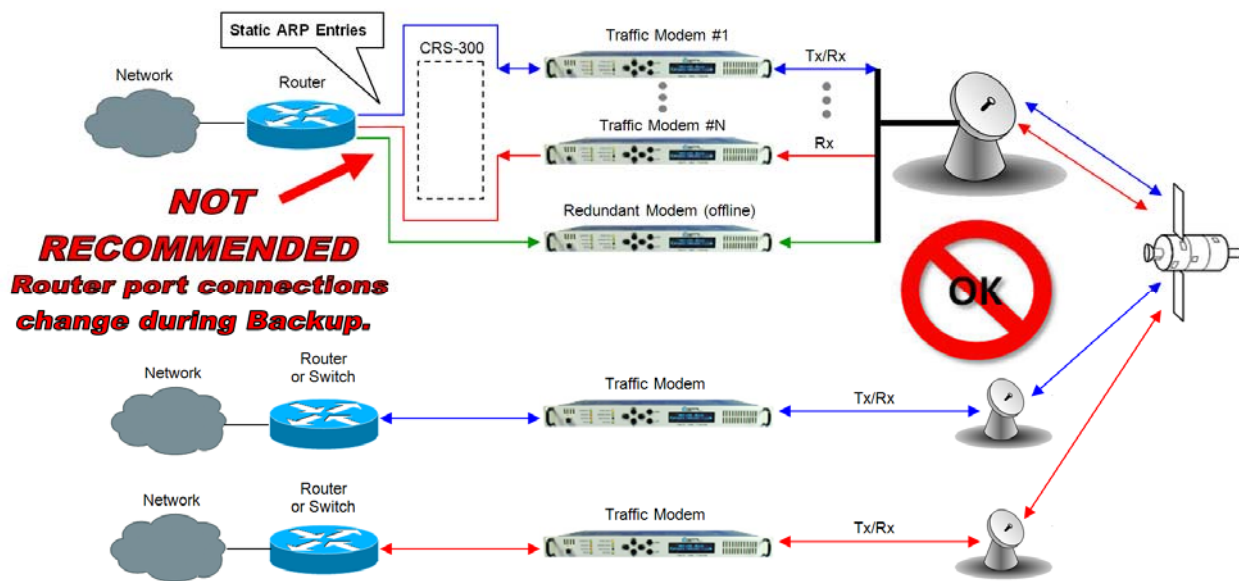 Static ARP Entries
CRS-300
Traffic Modem #1
Tx/Rx
Network
Router
Traffic Modem #N
Rx
NOT
RECOMMENDED
Router port connections
change during Backup.
Redundant Modem (offline)
OK
Network
Router
or Switch
Traffic Modem
Tx/Rx
Network
Router
or Switch
Traffic Modem
Tx/Rx